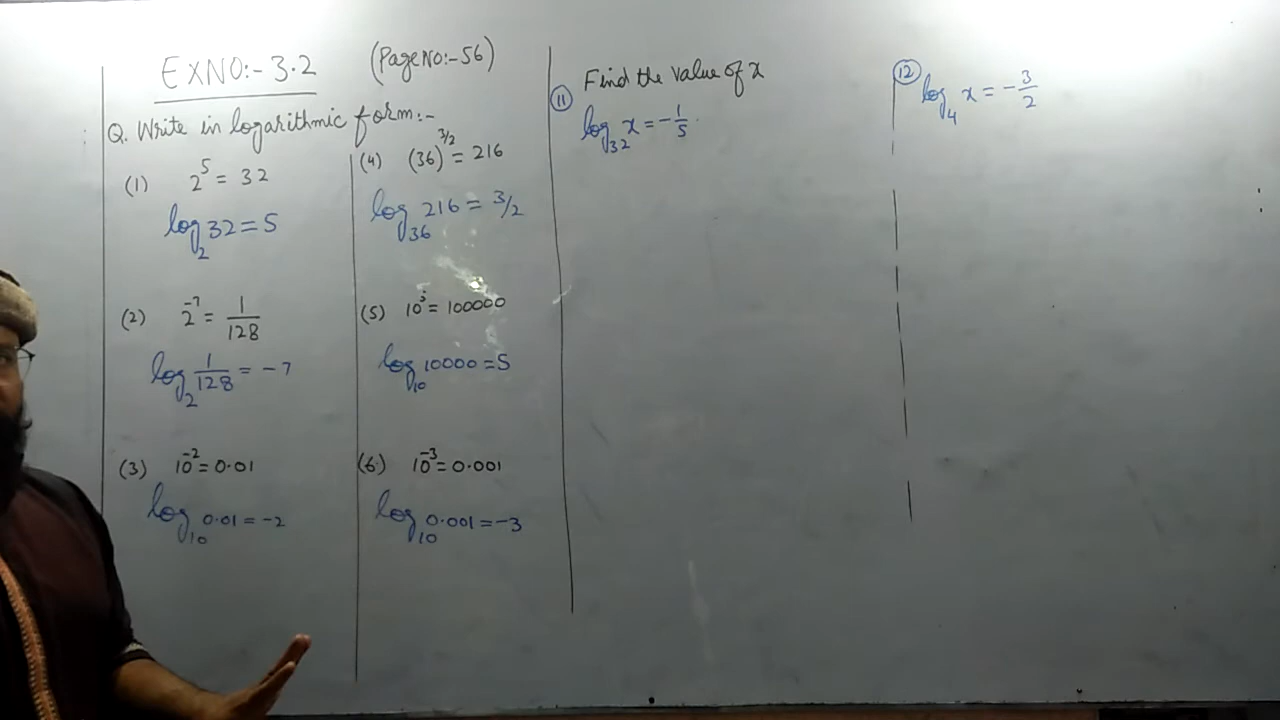 EXNO:- 3.2 (Page NO:- 56)
Q. Write in logarithmic form:-
(1) 2^5 = 32
log_2 32 = 5
(2) 2^-7 = 1/128
log_2 1/128 = -7
(3) 10^-2 = 0.01
log_10 0.01 = -2
(4) (36)^3/2 = 216
log_36 216 = 3/2
(5) 10^5 = 100000
log_10 10000 = 5
(6) 10^-3 = 0.001
log_10 0.001 = -3
Find the value of x
(11) log_32 x = -1/5
(12) log_4 x = -3/2